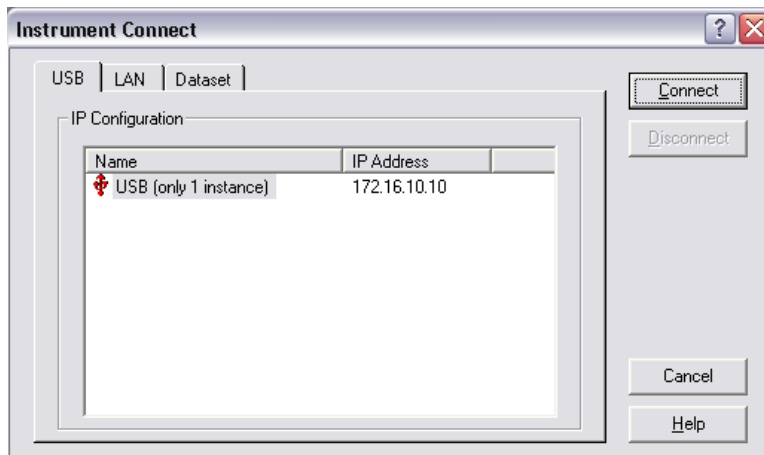 Instrument Connect
USB LAN Dataset
Connect
IP Configuration
Disconnect
Name IP Address
USB (only 1 instance) 172.16.10.10
Cancel
Help